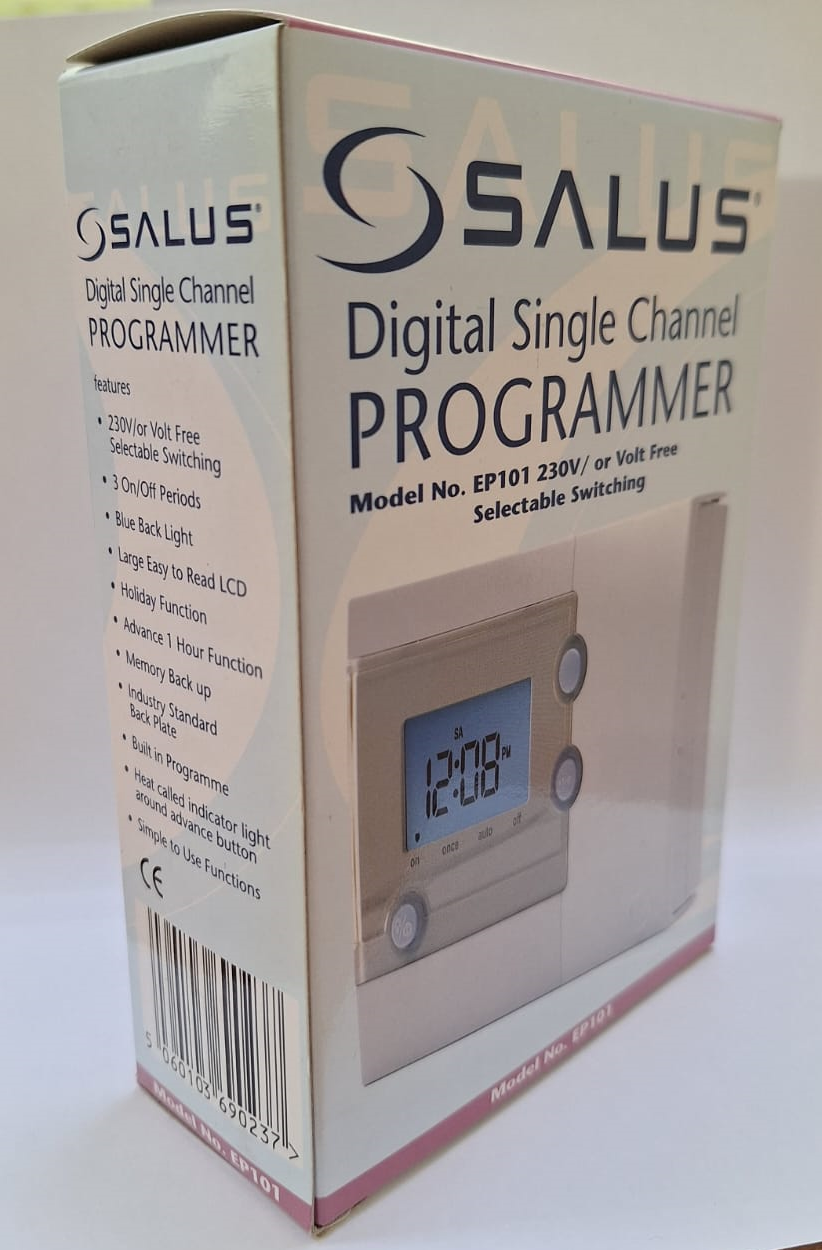 SALUS
Digital Single Channel
PROGRAMMER
features
• 230V/or Volt Free
Selectable Switching
• 3 On/Off Periods
• Blue Back Light
• Large Easy to Read LCD
• Holiday Function
• Advance 1 Hour Function
• Memory Back up
• Industry Standard
Back Plate
• Built in Programme
• Heat called indicator light
around advance button
• Simple to Use Functions
CE
5 060103 690237 >
Model No. EP101
SALUS
SALUS®
Digital Single Channel
PROGRAMMER
Model No. EP101 230V/ or Volt Free
Selectable Switching
SA
12:08 PM
on once auto off
Model No. EP101